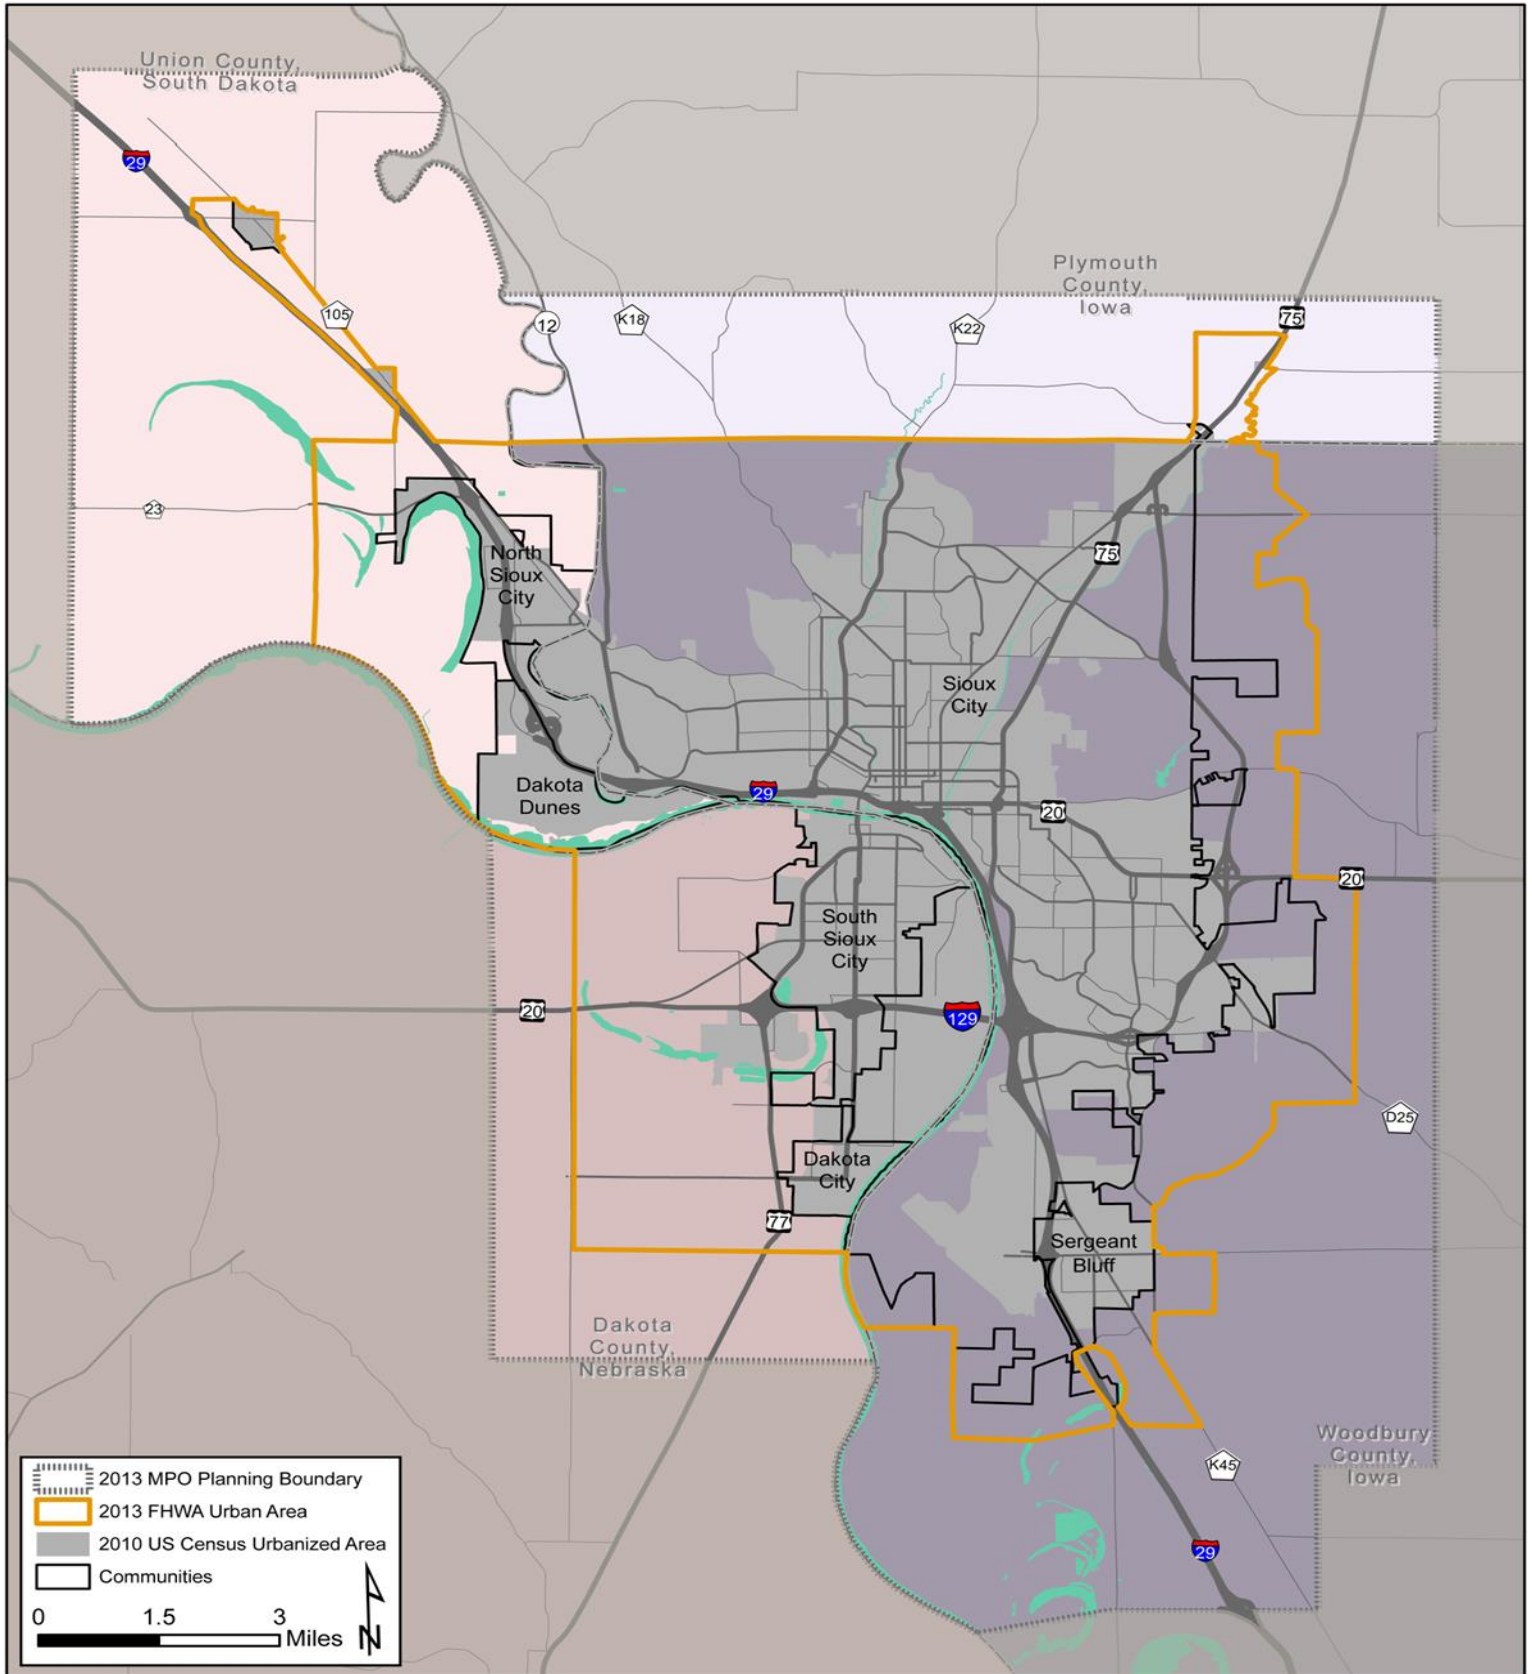 Union County,
South Dakota
29
105
12
K18
K22
Plymouth
County,
Iowa
75
23
North
Sioux
City
75
Sioux
City
Dakota
Dunes
29
20
20
South
Sioux
City
20
129
D25
Dakota
City
77
Sergeant
Bluff
Dakota
County,
Nebraska
Woodbury
County,
Iowa
K45
29
2013 MPO Planning Boundary
2013 FHWA Urban Area
2010 US Census Urbanized Area
Communities
0 1.5 3
Miles
N